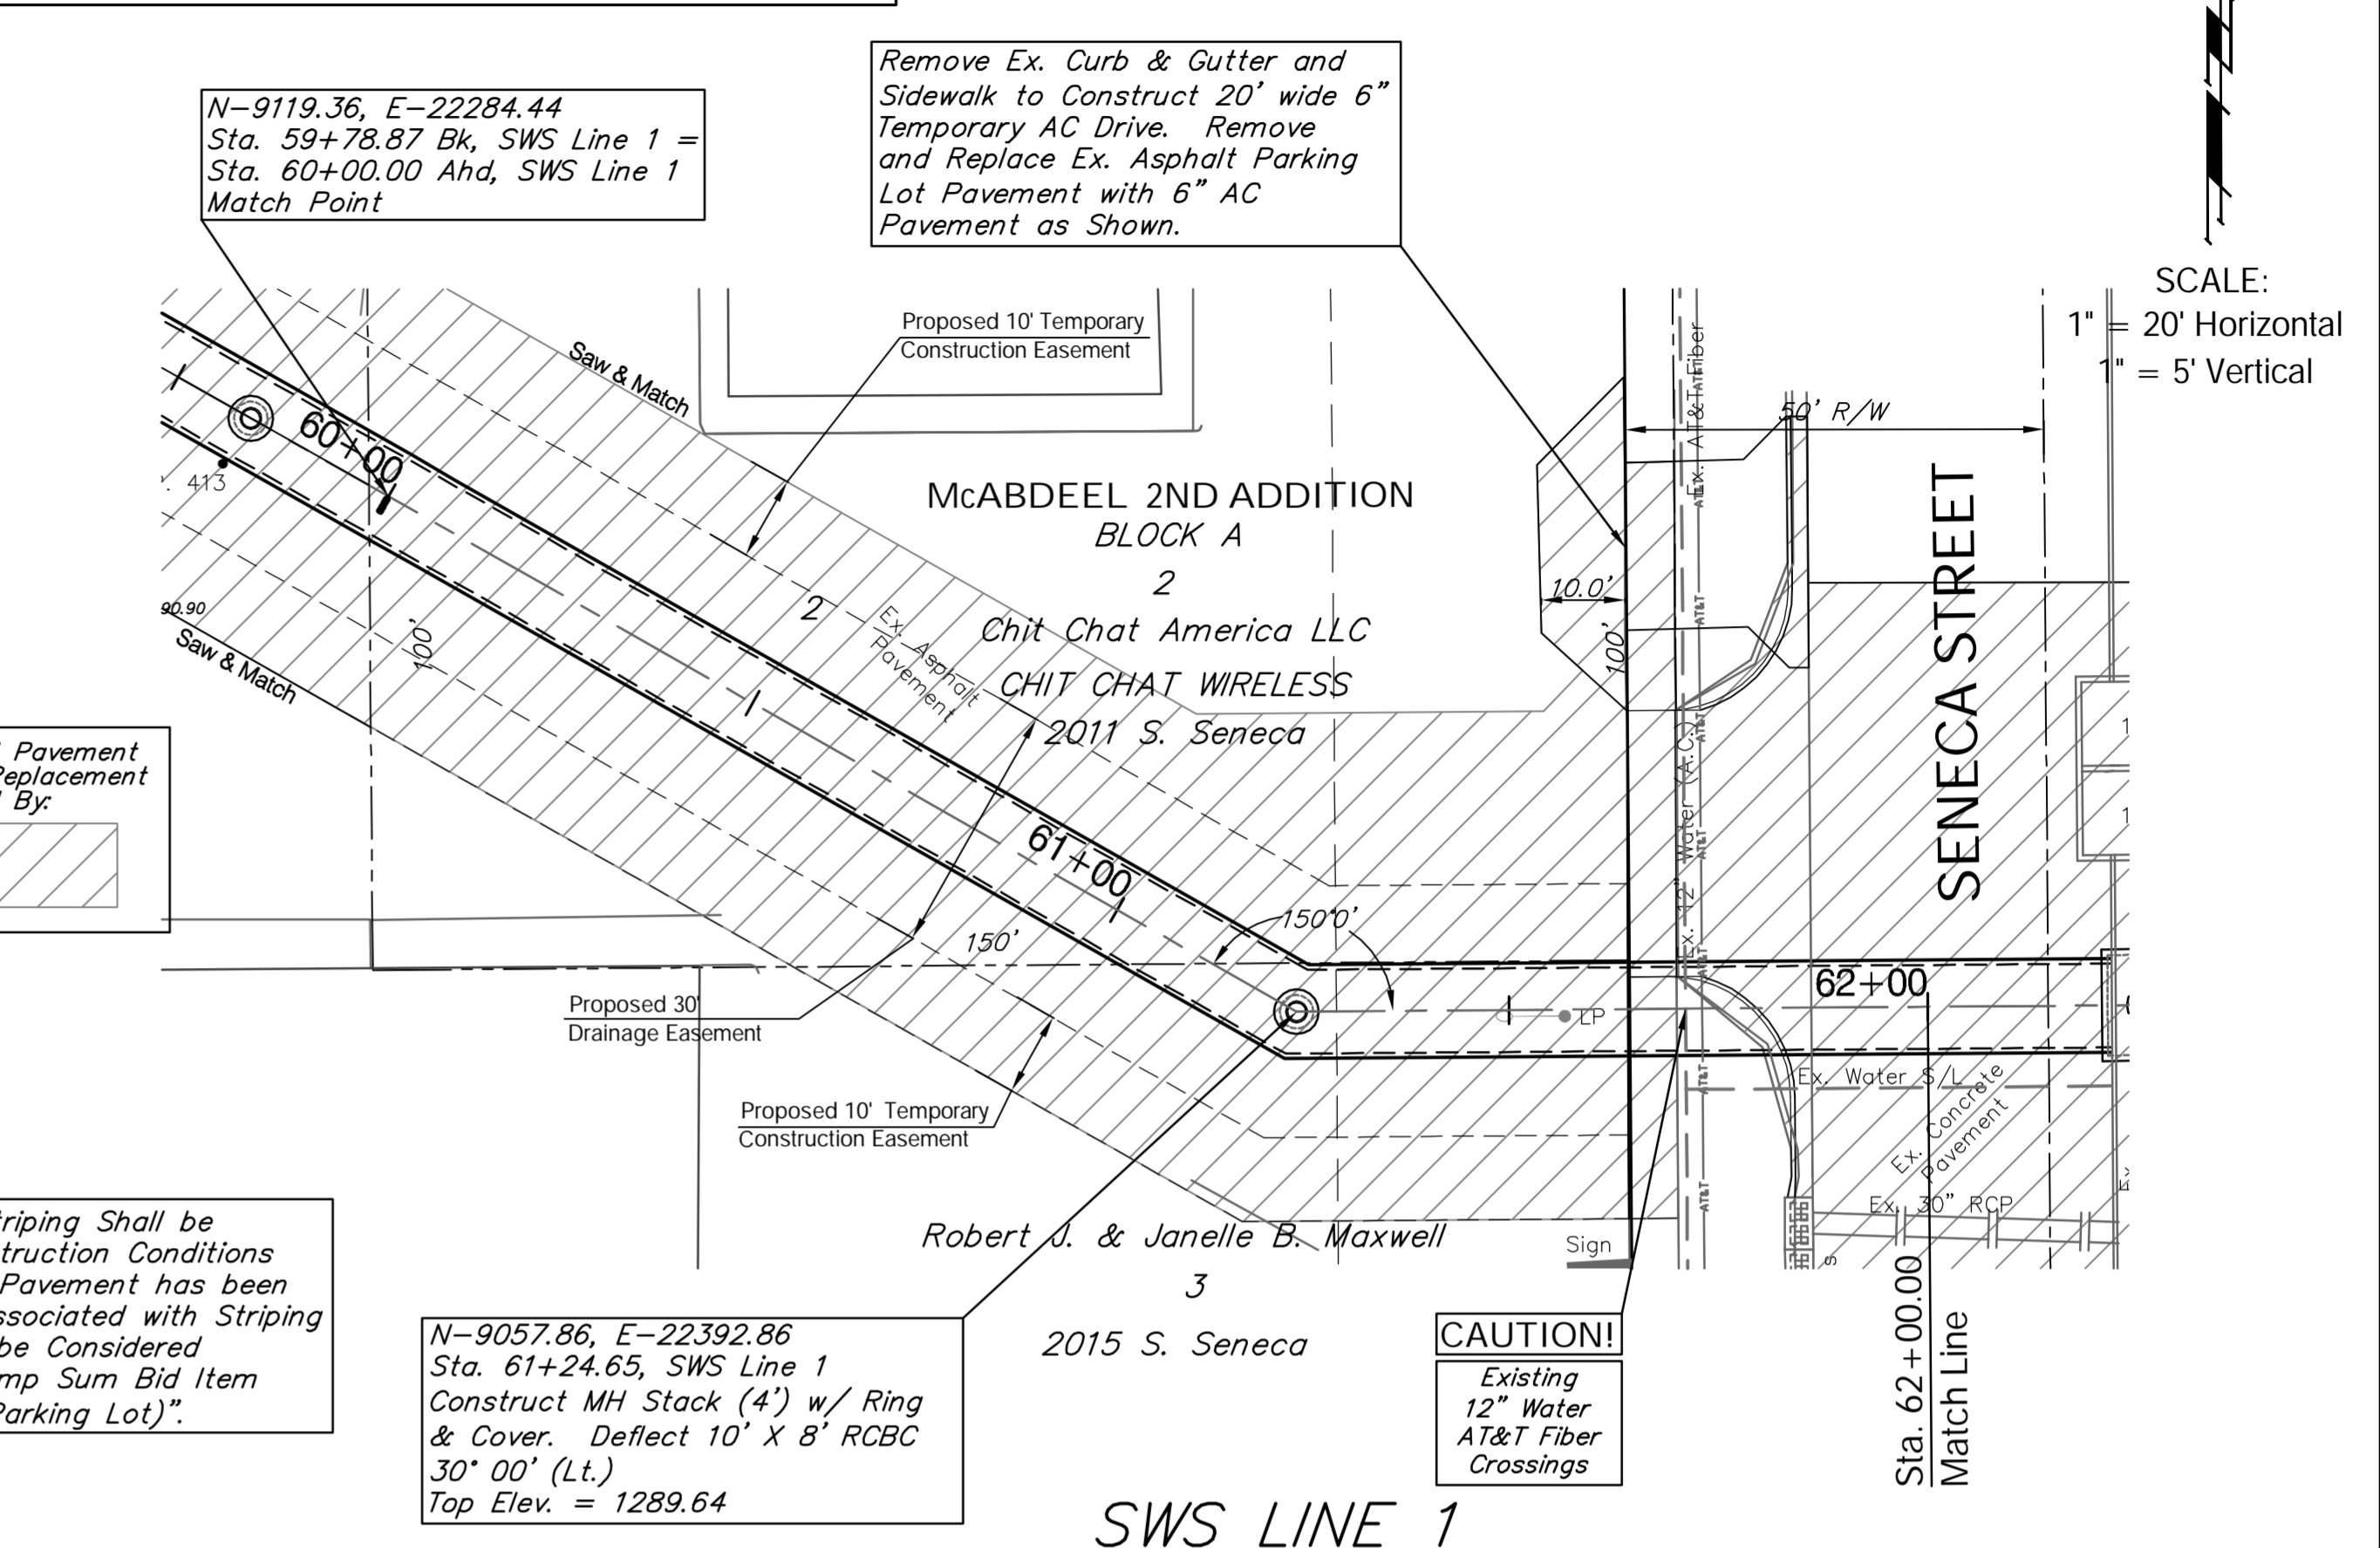 Remove Ex. Curb & Gutter and
Sidewalk to Construct 20' wide 6"
Temporary AC Drive. Remove
and Replace Ex. Asphalt Parking
Lot Pavement with 6" AC
Pavement as Shown.
N-9119.36, E-22284.44
Sta. 59+78.87 Bk, SWS Line 1 =
Sta. 60+00.00 Ahd, SWS Line 1
Match Point
SCALE:
1" = 20' Horizontal
1" = 5' Vertical
Proposed 10' Temporary
Construction Easement
Saw & Match
Ex. AT&T Fiber
50' R/W
60+00
413
McABDEEL 2ND ADDITION
BLOCK A
2
Chit Chat America LLC
CHIT CHAT WIRELESS
2011 S. Seneca
10.0'
100'
SENECA STREET
90.90
Saw & Match
100'
2
Ex. Asphalt
Pavement
AT&T
AT&T
AT&T
AT&T
AT&T
AT&T
AT&T
AT&T
Ex. 12" Water (A.C.)
Pavement
Replacement
By:
61+00
150°0'
150'
62+00
LP
Proposed 30'
Drainage Easement
Ex. Water S/L
Ex. Concrete
Pavement
Proposed 10' Temporary
Construction Easement
Ex. 30" RCP
S
Sign
Robert J. & Janelle B. Maxwell
3
2015 S. Seneca
triping Shall be
truction Conditions
Pavement has been
ssociated with Striping
be Considered
mp Sum Bid Item
Parking Lot)".
N-9057.86, E-22392.86
Sta. 61+24.65, SWS Line 1
Construct MH Stack (4') w/ Ring
& Cover. Deflect 10' X 8' RCBC
30° 00' (Lt.)
Top Elev. = 1289.64
CAUTION!
Existing
12" Water
AT&T Fiber
Crossings
Sta. 62+00.00
Match Line
SWS LINE 1